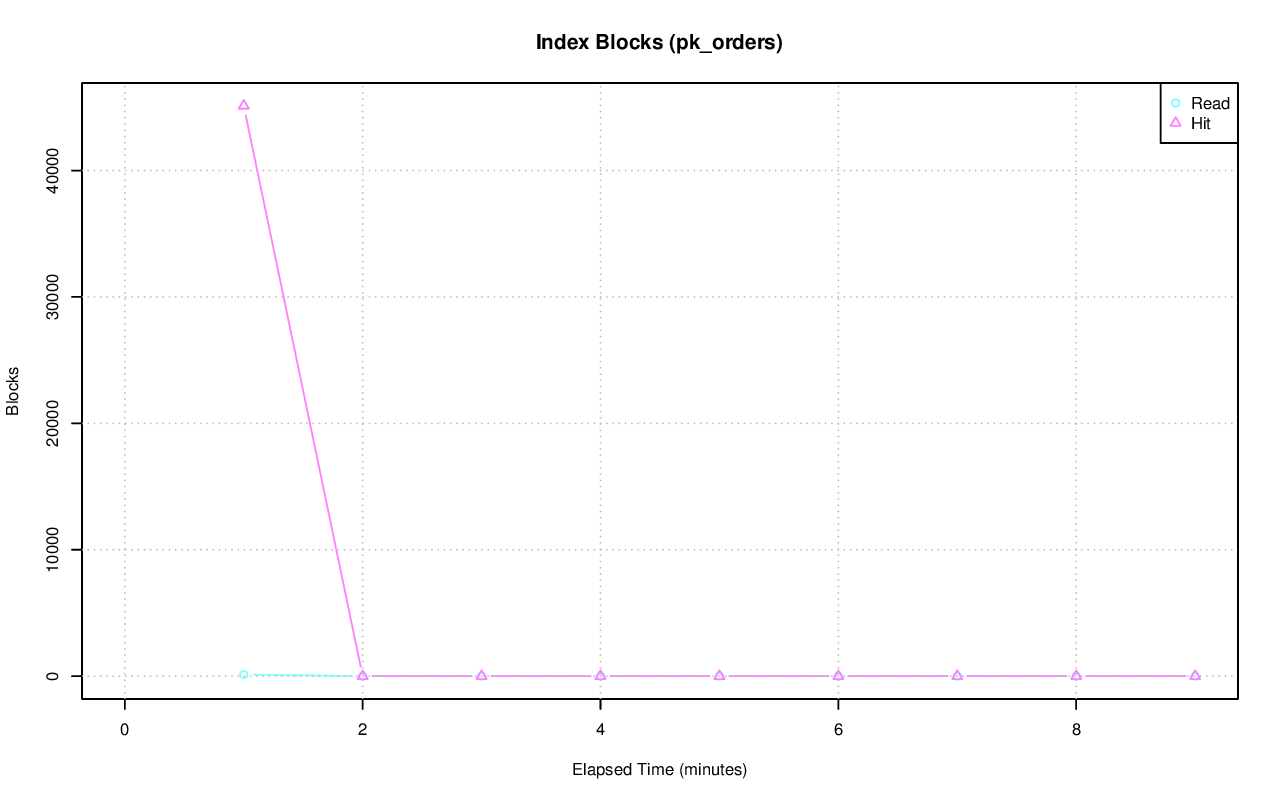 Index Blocks (pk_orders)
Read
Hit
40000
30000
20000
10000
0
Blocks
0 2 4 6 8
Elapsed Time (minutes)